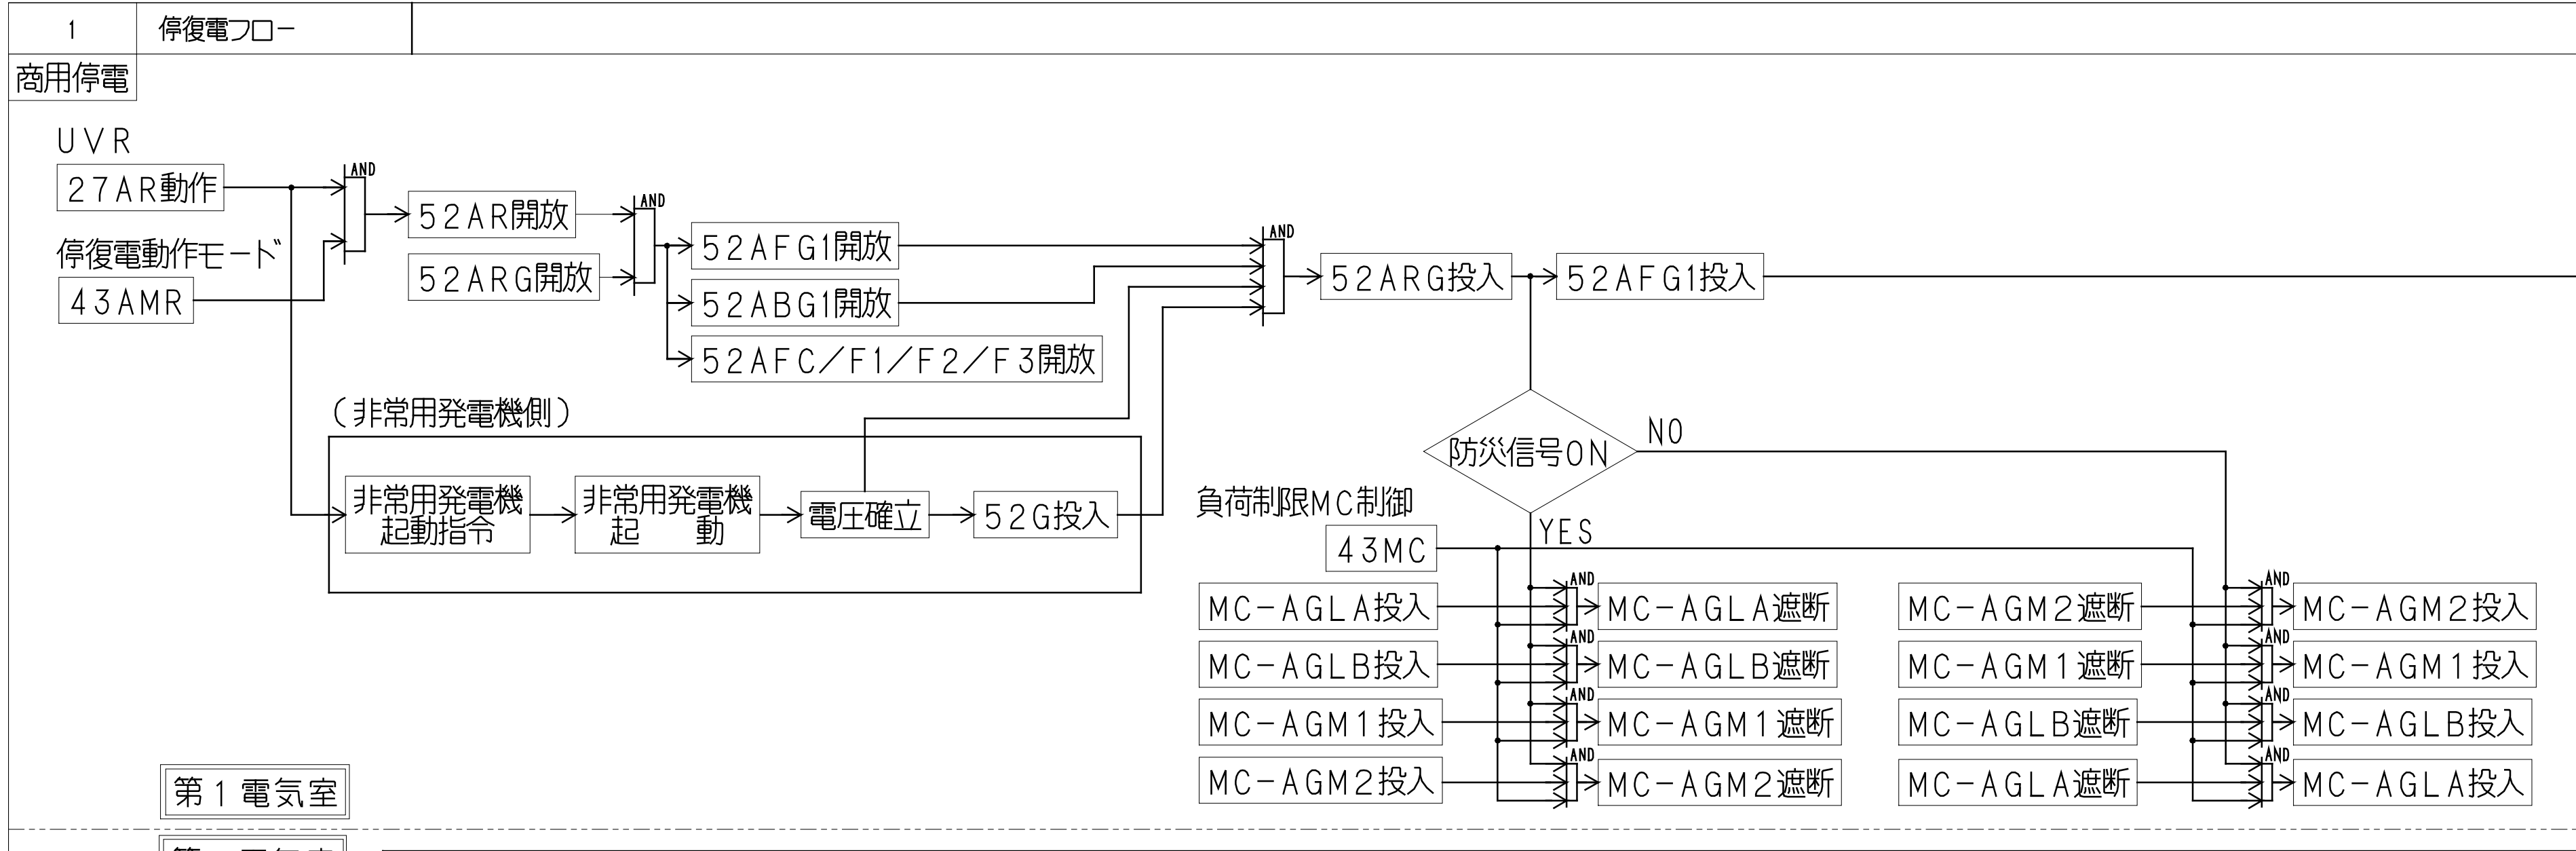 1
停復電フロー
商用停電
UVR
27AR動作
AND
停復電動作モード
43AMR
52AR開放
52ARG開放
AND
52AFG1開放
52ABG1開放
52AFC/F1/F2/F3開放
AND
52ARG投入
52AFG1投入
(非常用発電機側)
非常用発電機
起動指令
非常用発電機
起 動
電圧確立
52G投入
防災信号ON
NO
YES
負荷制限MC制御
43MC
MC-AGLA投入
AND
MC-AGLA遮断
MC-AGM2遮断
AND
MC-AGM2投入
MC-AGLB投入
AND
MC-AGLB遮断
MC-AGM1遮断
AND
MC-AGM1投入
MC-AGM1投入
AND
MC-AGM1遮断
MC-AGLB遮断
AND
MC-AGLB投入
MC-AGM2投入
AND
MC-AGM2遮断
MC-AGLA遮断
AND
MC-AGLA投入
第1電気室